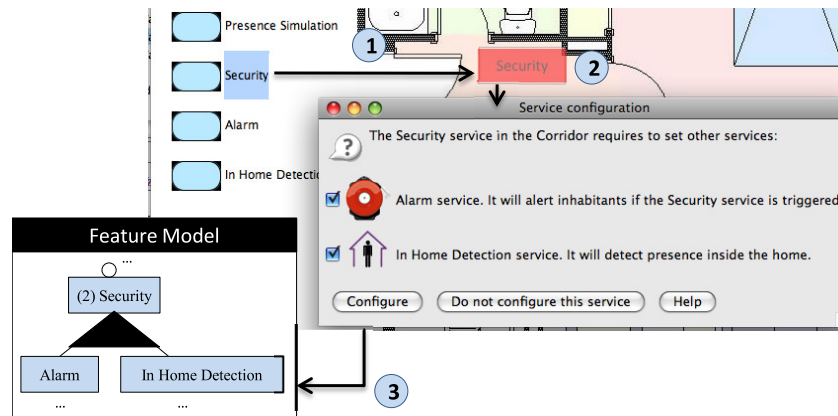 Presence Simulation
1
Security
Security
2
Service configuration
Alarm
?
The Security service in the Corridor requires to set other services:
In Home
Alarm service. It will alert inhabitants if the Security service is triggered
In Home Detection service. It will detect presence inside the home.
Configure
Do not configure this service
Help
Feature Model
...
(2) Security
Alarm
In Home Detection
3
...
...